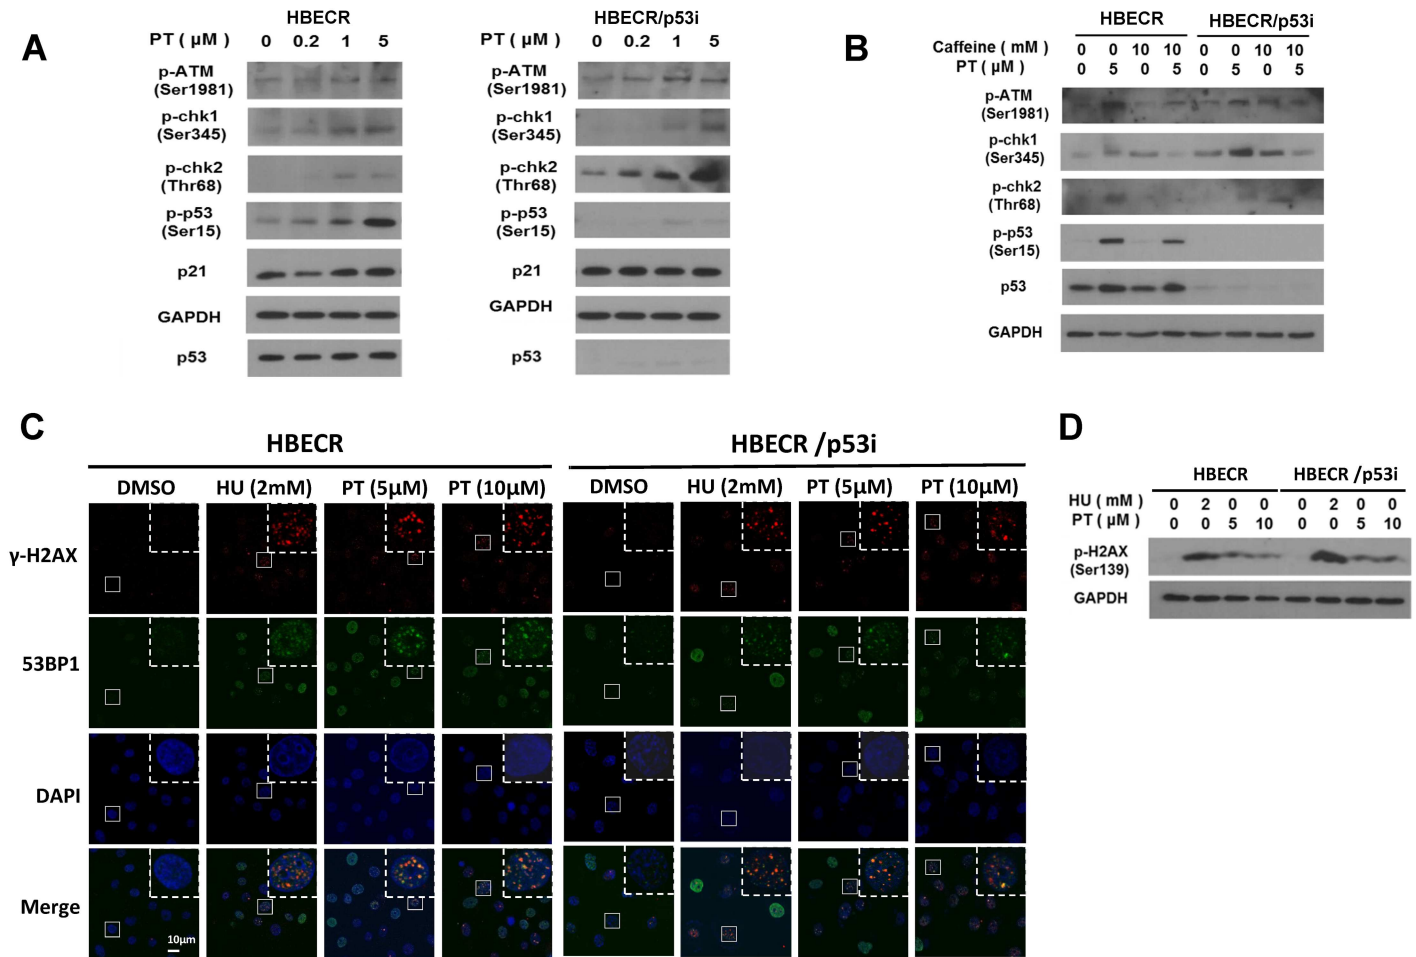 A
HBECR
PT ( μM )
0 0.2 1 5
p-ATM
(Ser1981)
p-chk1
(Ser345)
p-chk2
(Thr68)
p-p53
(Ser15)
p21
GAPDH
p53
HBECR/p53i
PT ( μM )
0 0.2 1 5
p-ATM
(Ser1981)
p-chk1
(Ser345)
p-chk2
(Thr68)
p-p53
(Ser15)
p21
GAPDH
p53
B
HBECR HBECR/p53i
Caffeine ( mM ) 0 0 10 10 0 0 10 10
PT ( μM ) 0 5 0 5 0 5 0 5
p-ATM
(Ser1981)
p-chk1
(Ser345)
p-chk2
(Thr68)
p-p53
(Ser15)
p53
GAPDH
C
HBECR HBECR /p53i
DMSO HU (2mM) PT (5μM) PT (10μM) DMSO HU (2mM) PT (5μM) PT (10μM)
γ-H2AX
53BP1
DAPI
Merge
10μm
D
HBECR HBECR /p53i
HU ( mM ) 0 2 0 0 0 2 0 0
PT ( μM ) 0 0 5 10 0 0 5 10
p-H2AX
(Ser139)
GAPDH